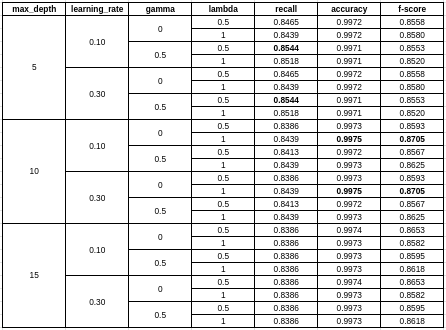 max_depth learning_rate gamma lambda recall accuracy f-score
5 0.10 0 0.5 0.8465 0.9972 0.8558
1 0.8439 0.9972 0.8580
0.5 0.5 0.8544 0.9971 0.8553
1 0.8518 0.9971 0.8520
0.30 0 0.5 0.8465 0.9972 0.8558
1 0.8439 0.9972 0.8580
0.5 0.5 0.8544 0.9971 0.8553
1 0.8518 0.9971 0.8520
10 0.10 0 0.5 0.8386 0.9973 0.8593
1 0.8439 0.9975 0.8705
0.5 0.5 0.8413 0.9972 0.8567
1 0.8439 0.9973 0.8625
0.30 0 0.5 0.8386 0.9973 0.8593
1 0.8439 0.9975 0.8705
0.5 0.5 0.8413 0.9972 0.8567
1 0.8439 0.9973 0.8625
15 0.10 0 0.5 0.8386 0.9974 0.8653
1 0.8386 0.9973 0.8582
0.5 0.5 0.8386 0.9973 0.8595
1 0.8386 0.9973 0.8618
0.30 0 0.5 0.8386 0.9974 0.8653
1 0.8386 0.9973 0.8582
0.5 0.5 0.8386 0.9973 0.8595
1 0.8386 0.9973 0.8618